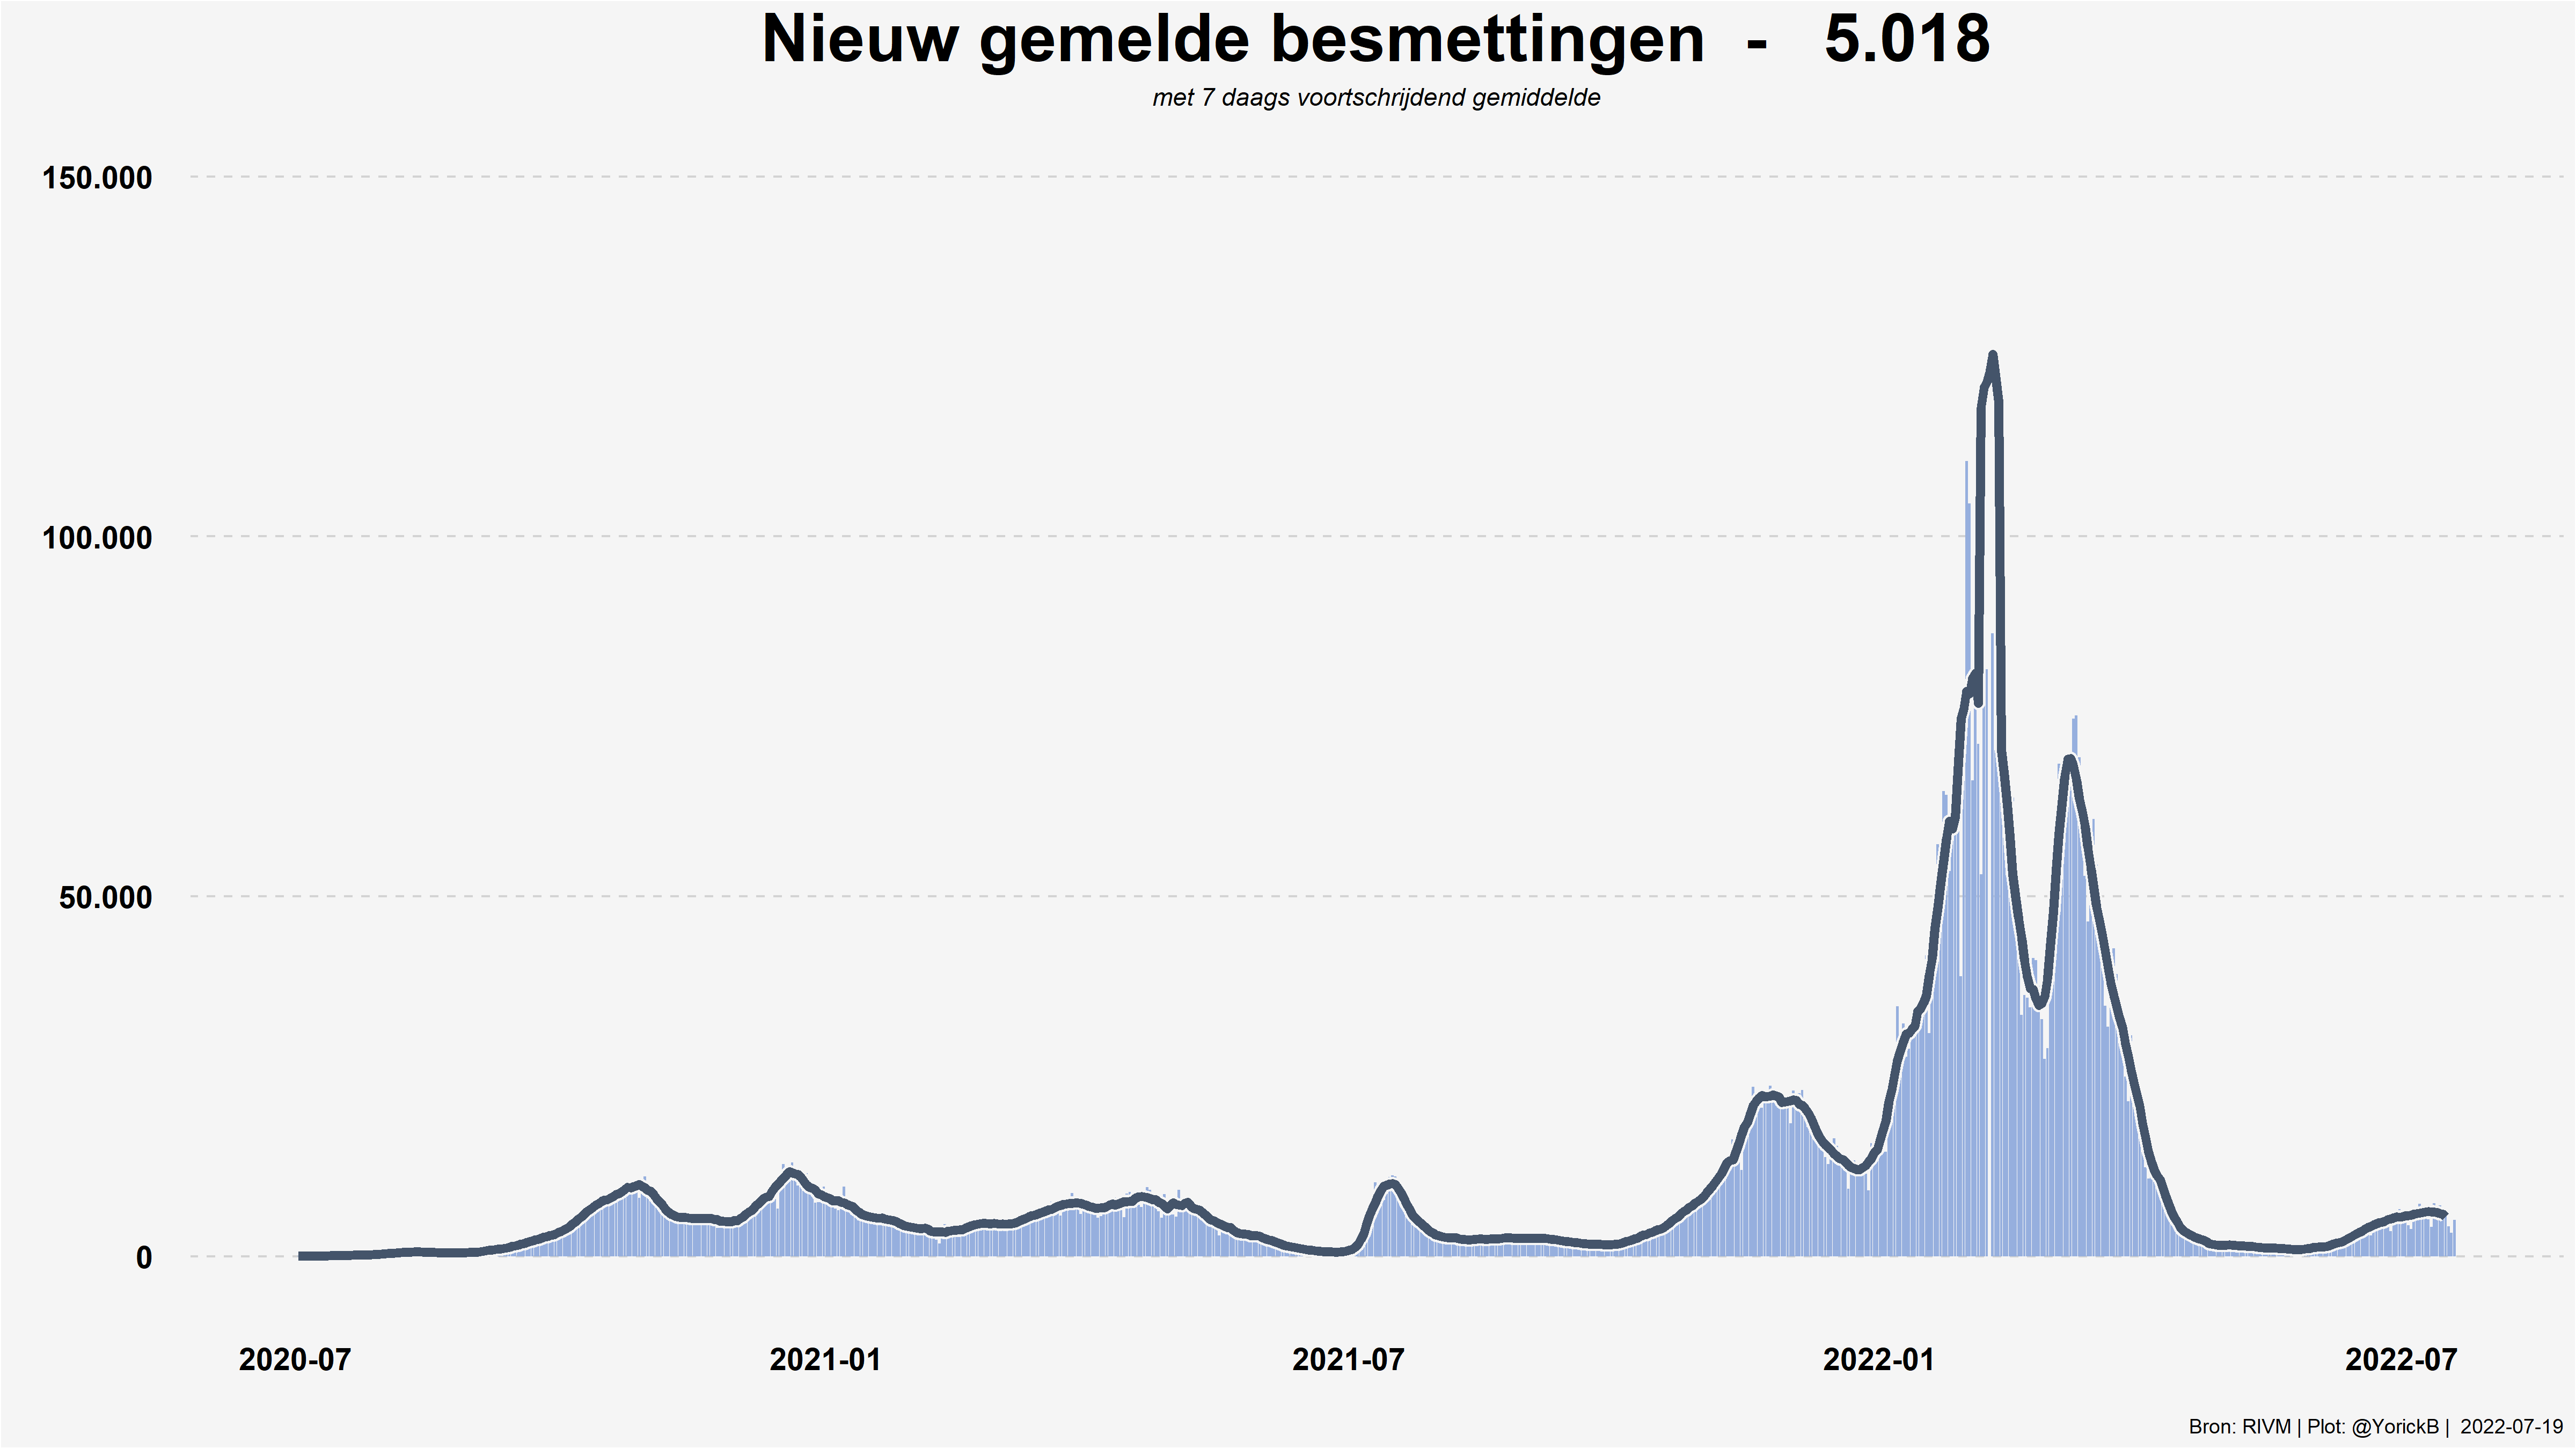 Nieuw gemelde besmettingen - 5.018
met 7 daags voortschrijdend gemiddelde
150.000
100.000
50.000
0
2020-07 2021-01 2021-07 2022-01 2022-07
Bron: RIVM | Plot: @YorickB | 2022-07-19